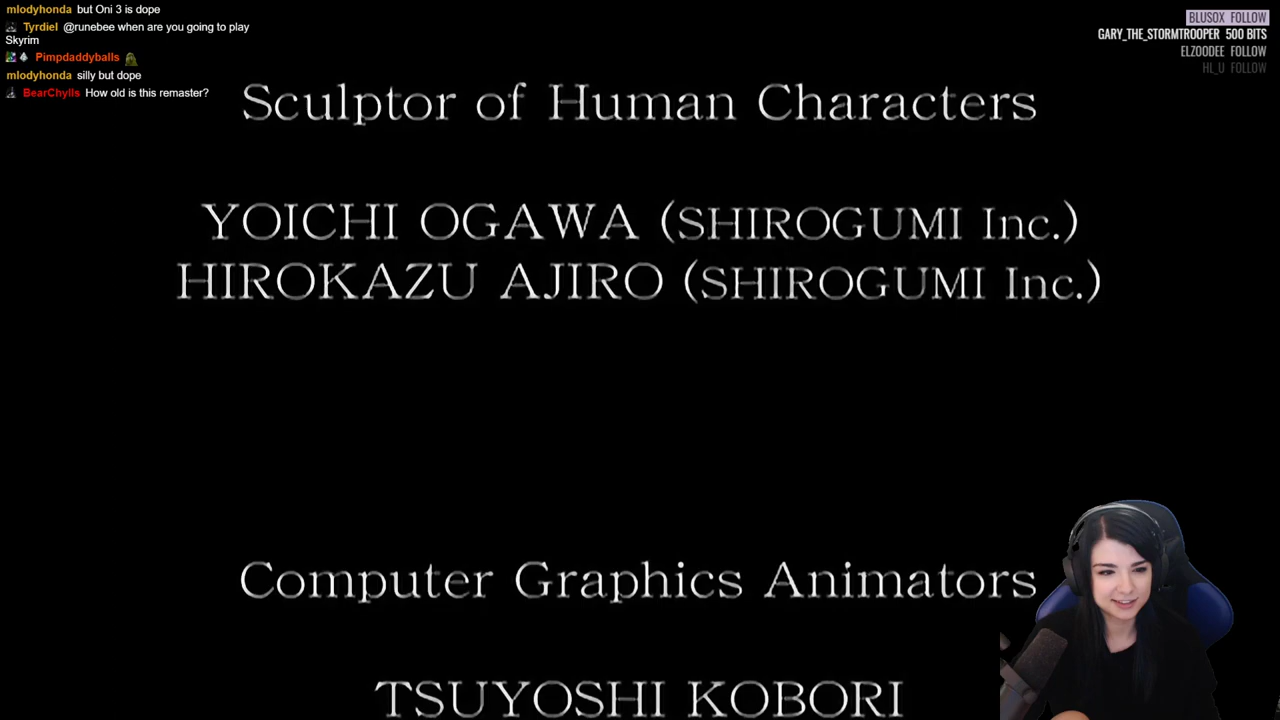 mlodyhonda but Oni 3 is dope
Tyrdiel @runebee when are you going to play
Skyrim
Pimpdaddyballs
mlodyhonda silly but dope
BearChylls How old is this remaster?
BLUSOX FOLLOW
GARY_THE_STORMTROOPER 500 BITS
ELZOODEE FOLLOW
HL_U FOLLOW
Sculptor of Human Characters
YOICHI OGAWA (SHIROGUMI Inc.)
HIROKAZU AJIRO (SHIROGUMI Inc.)
Computer Graphics Animators
TSUYOSHI KOBORI